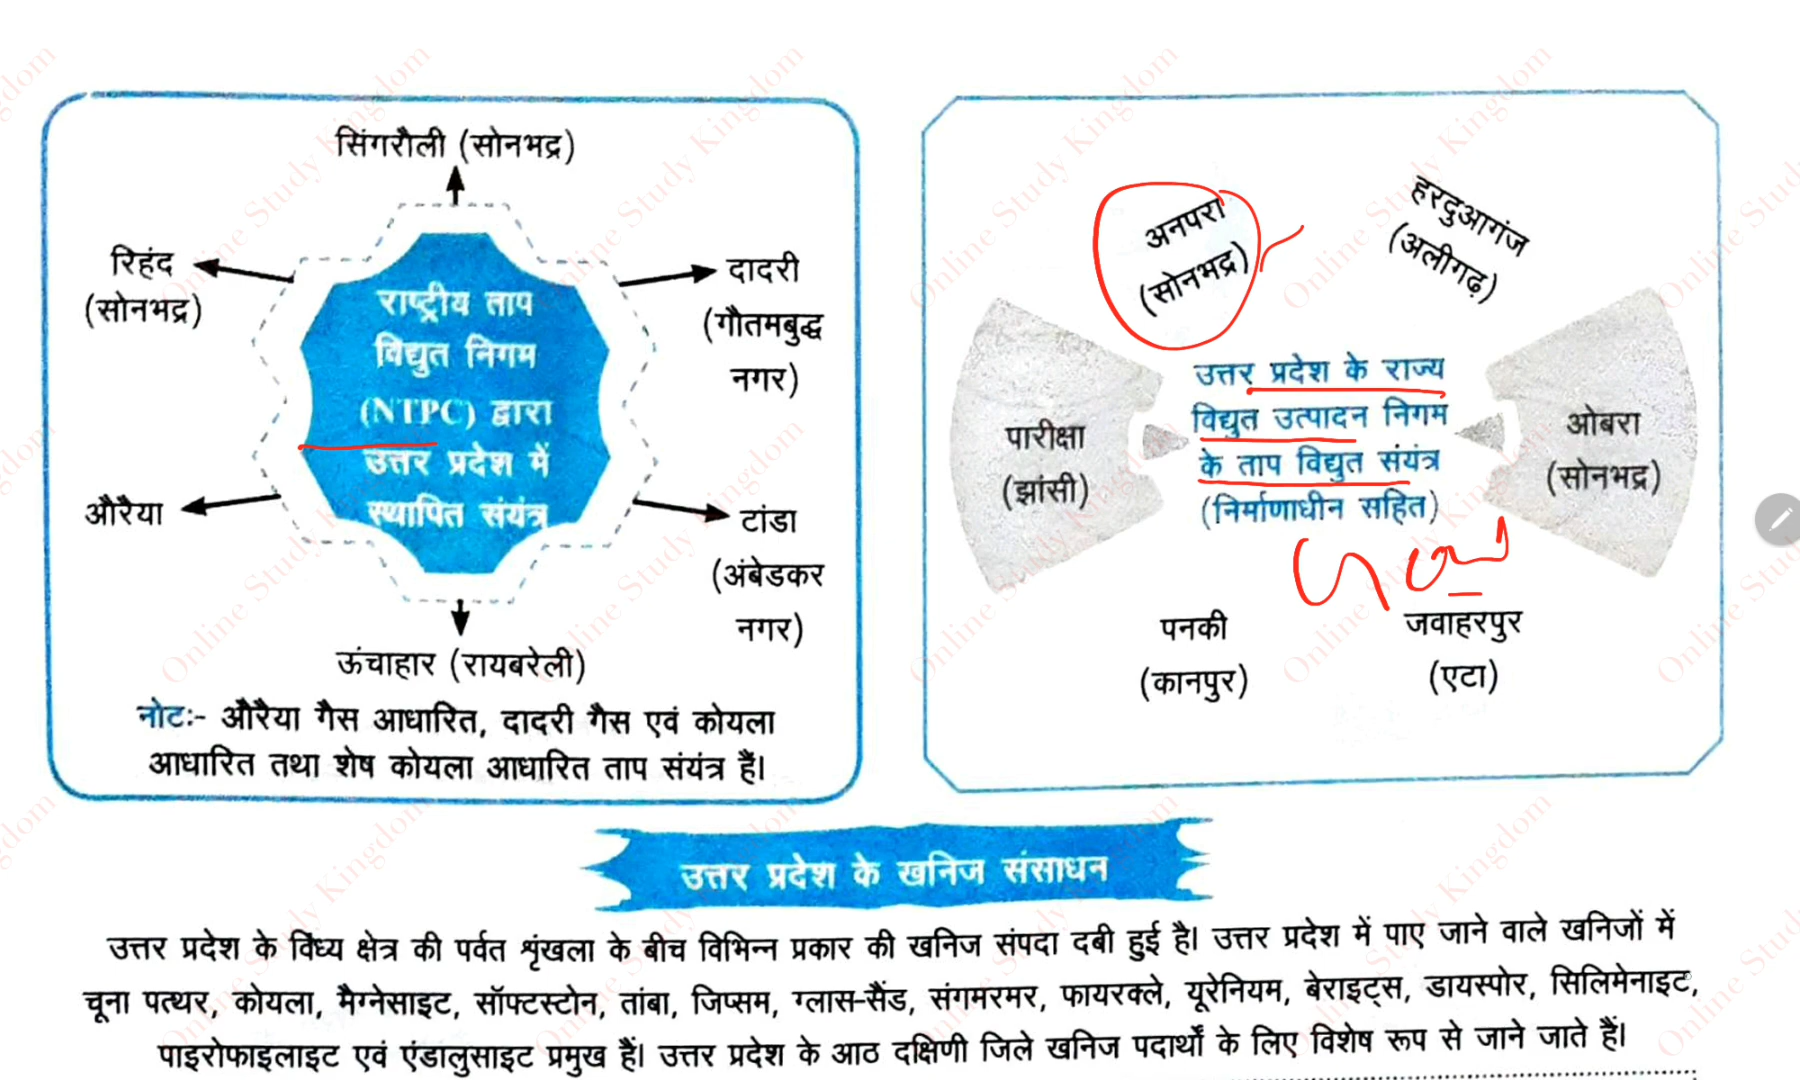 सिंगरौली (सोनभद्र)
रिहंद
(सोनभद्र)
दादरी
(गौतमबुद्ध
नगर)
राष्ट्रीय ताप
विद्युत निगम
(NTPC) द्वारा
उत्तर प्रदेश में
स्थापित संयंत्र
औरैया
टांडा
(अंबेडकर
नगर)
ऊंचाहार (रायबरेली)
नोटः- औरैया गैस आधारित, दादरी गैस एवं कोयला
आधारित तथा शेष कोयला आधारित ताप संयंत्र हैं।
अनपरा
(सोनभद्र)
हरदुआगंज
(अलीगढ़)
पारीक्षा
(झांसी)
उत्तर प्रदेश के राज्य
विद्युत उत्पादन निगम
के ताप विद्युत संयंत्र
(निर्माणाधीन सहित)
ओबरा
(सोनभद्र)
पनकी
(कानपुर)
जवाहरपुर
(एटा)
उत्तर प्रदेश के खनिज संसाधन
उत्तर प्रदेश के विंध्य क्षेत्र की पर्वत शृंखला के बीच विभिन्न प्रकार की खनिज संपदा दबी हुई है। उत्तर प्रदेश में पाए जाने वाले खनिजों में
चूना पत्थर, कोयला, मैग्नेसाइट, सॉफ्टस्टोन, तांबा, जिप्सम, ग्लास-सैंड, संगमरमर, फायरक्ले, यूरेनियम, बेराइट्स, डायस्पोर, सिलिमेनाइट,
पाइरोफाइलाइट एवं एंडालुसाइट प्रमुख हैं। उत्तर प्रदेश के आठ दक्षिणी जिले खनिज पदार्थों के लिए विशेष रूप से जाने जाते हैं।
Online Study Kingdom